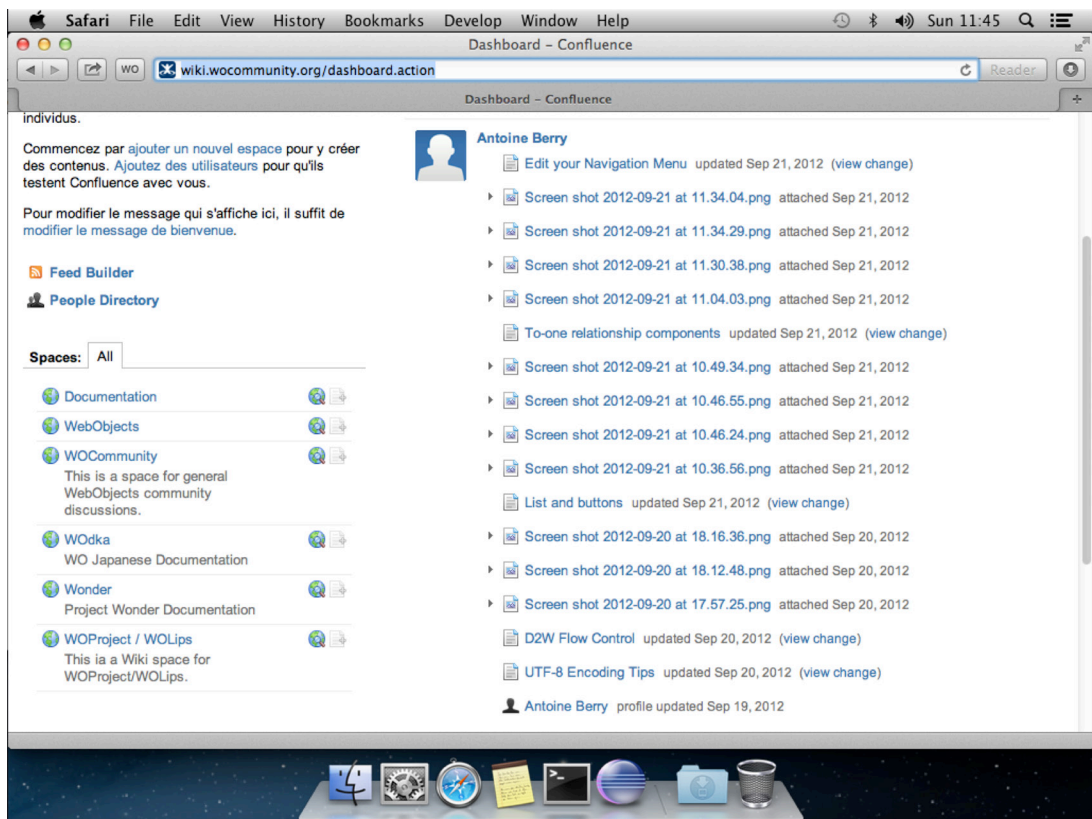 Safari File Edit View History Bookmarks Develop Window Help Sun 11:45
Dashboard – Confluence
WO wiki.wocommunity.org/dashboard.action Reader
Dashboard – Confluence
individus.
Commencez par ajouter un nouvel espace pour y créer
des contenus. Ajoutez des utilisateurs pour qu'ils
testent Confluence avec vous.
Pour modifier le message qui s'affiche ici, il suffit de
modifier le message de bienvenue.
Feed Builder
People Directory
Spaces: All
Documentation
WebObjects
WOCommunity
This is a space for general
WebObjects community
discussions.
WOdka
WO Japanese Documentation
Wonder
Project Wonder Documentation
WOProject / WOLips
This ia a Wiki space for
WOProject/WOLips.
Antoine Berry
Edit your Navigation Menu updated Sep 21, 2012 (view change)
Screen shot 2012-09-21 at 11.34.04.png attached Sep 21, 2012
Screen shot 2012-09-21 at 11.34.29.png attached Sep 21, 2012
Screen shot 2012-09-21 at 11.30.38.png attached Sep 21, 2012
Screen shot 2012-09-21 at 11.04.03.png attached Sep 21, 2012
To-one relationship components updated Sep 21, 2012 (view change)
Screen shot 2012-09-21 at 10.49.34.png attached Sep 21, 2012
Screen shot 2012-09-21 at 10.46.55.png attached Sep 21, 2012
Screen shot 2012-09-21 at 10.46.24.png attached Sep 21, 2012
Screen shot 2012-09-21 at 10.36.56.png attached Sep 21, 2012
List and buttons updated Sep 21, 2012 (view change)
Screen shot 2012-09-20 at 18.16.36.png attached Sep 20, 2012
Screen shot 2012-09-20 at 18.12.48.png attached Sep 20, 2012
Screen shot 2012-09-20 at 17.57.25.png attached Sep 20, 2012
D2W Flow Control updated Sep 20, 2012 (view change)
UTF-8 Encoding Tips updated Sep 20, 2012 (view change)
Antoine Berry profile updated Sep 19, 2012